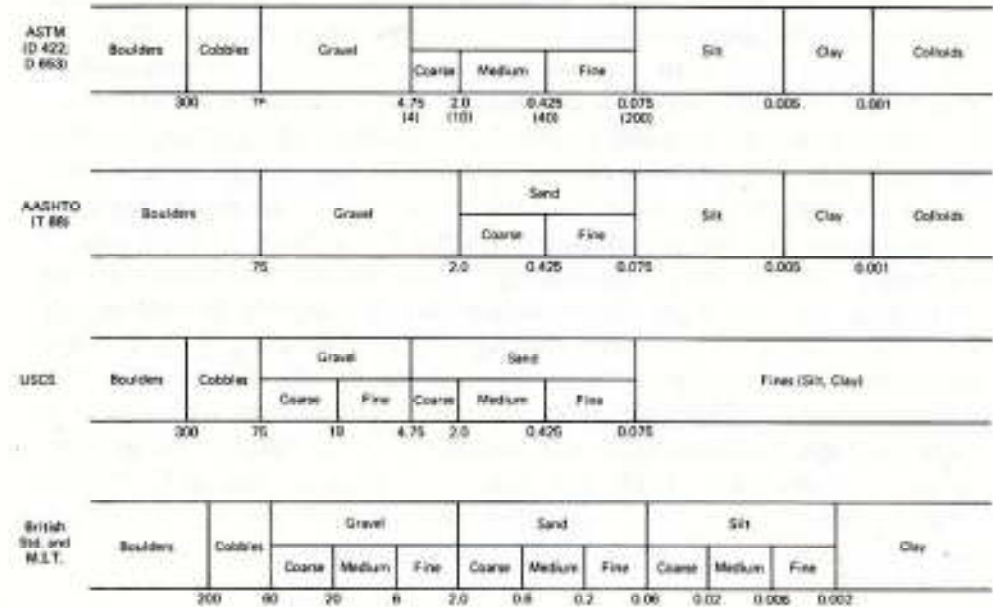 ASTM
(D 422,
D 653)
Boulders Cobbles Gravel Silt Clay Colloids
Coarse Medium Fine
300 4.75 2.0 0.425 0.075 0.005 0.001
(4) (10) (40) (200)
AASHTO
(T 88)
Boulders Gravel Sand Silt Clay Colloids
Coarse Fine
75 2.0 0.425 0.075 0.005 0.001
USCS
Boulders Cobbles Gravel Sand Fines (Silt, Clay)
Coarse Fine Coarse Medium Fine
300 75 19 4.75 2.0 0.425 0.075
British
Std. and
M.I.T.
Boulders Cobbles Gravel Sand Silt Clay
Coarse Medium Fine Coarse Medium Fine Coarse Medium Fine
200 60 20 6 2.0 0.6 0.2 0.06 0.02 0.006 0.002